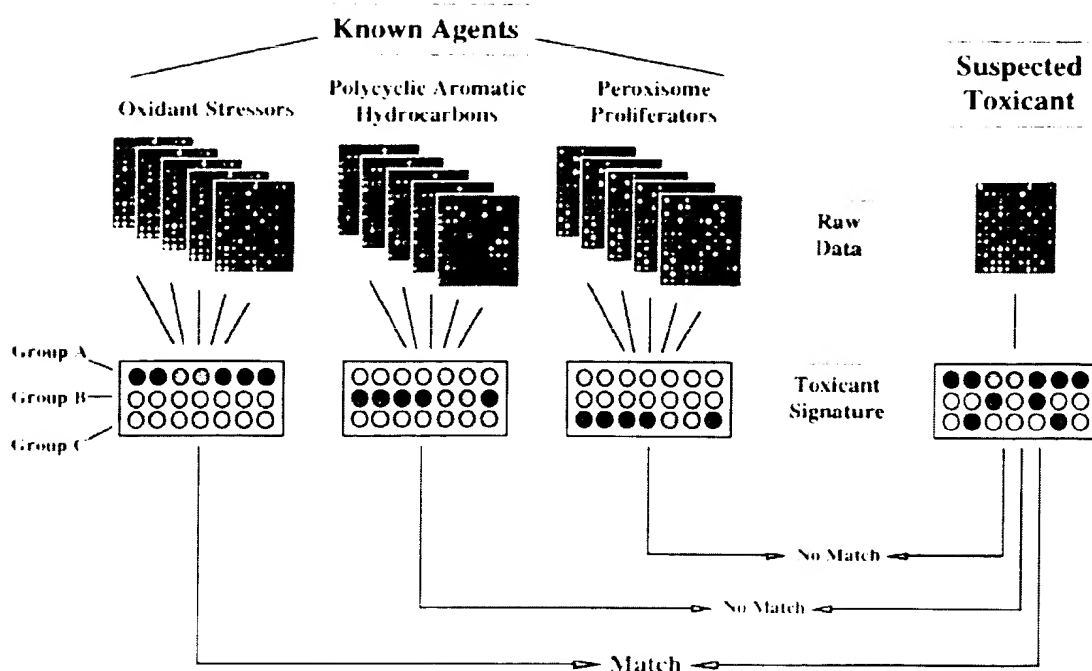 Known Agents
Suspected
Toxicant
Oxidant Stressors
Polycyclic Aromatic
Hydrocarbons
Peroxisome
Proliferators
Raw
Data
Group A
Group B
Group C
Toxicant
Signature
No Match
No Match
Match